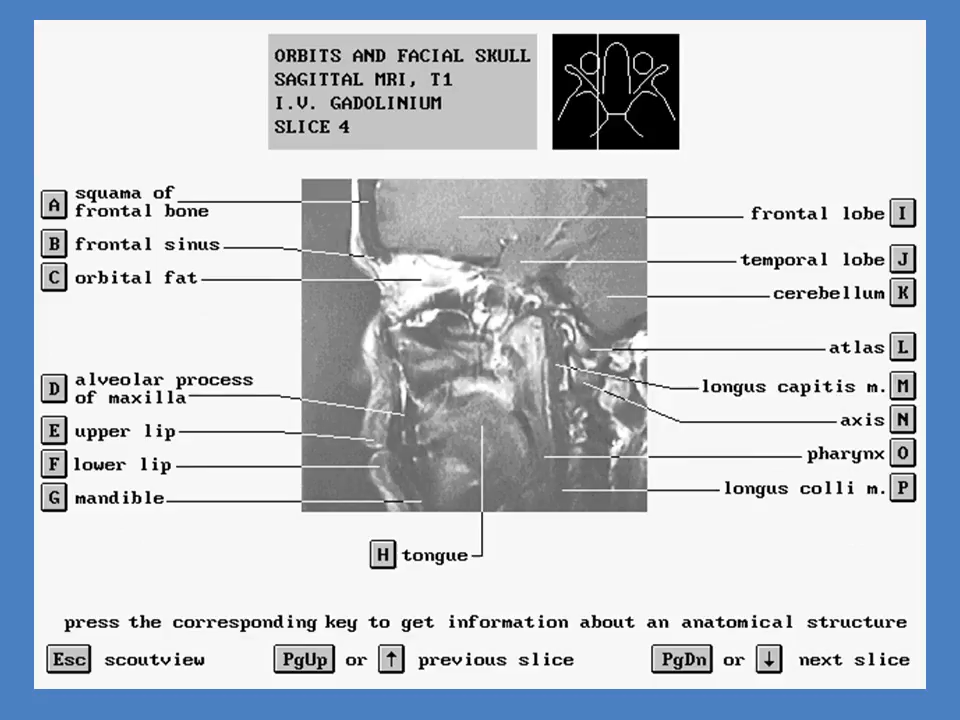 ORBITS AND FACIAL SKULL
SAGITTAL MRI, T1
I.V. GADOLINIUM
SLICE 4
A squama of
frontal bone
B frontal sinus
C orbital fat
D alveolar process
of maxilla
E upper lip
F lower lip
G mandible
H tongue
frontal lobe I
temporal lobe J
cerebellum K
atlas L
longus capitis m. M
axis N
pharynx O
longus colli m. P
press the corresponding key to get information about an anatomical structure
Esc scoutview PgUp or ↑ previous slice PgDn or ↓ next slice